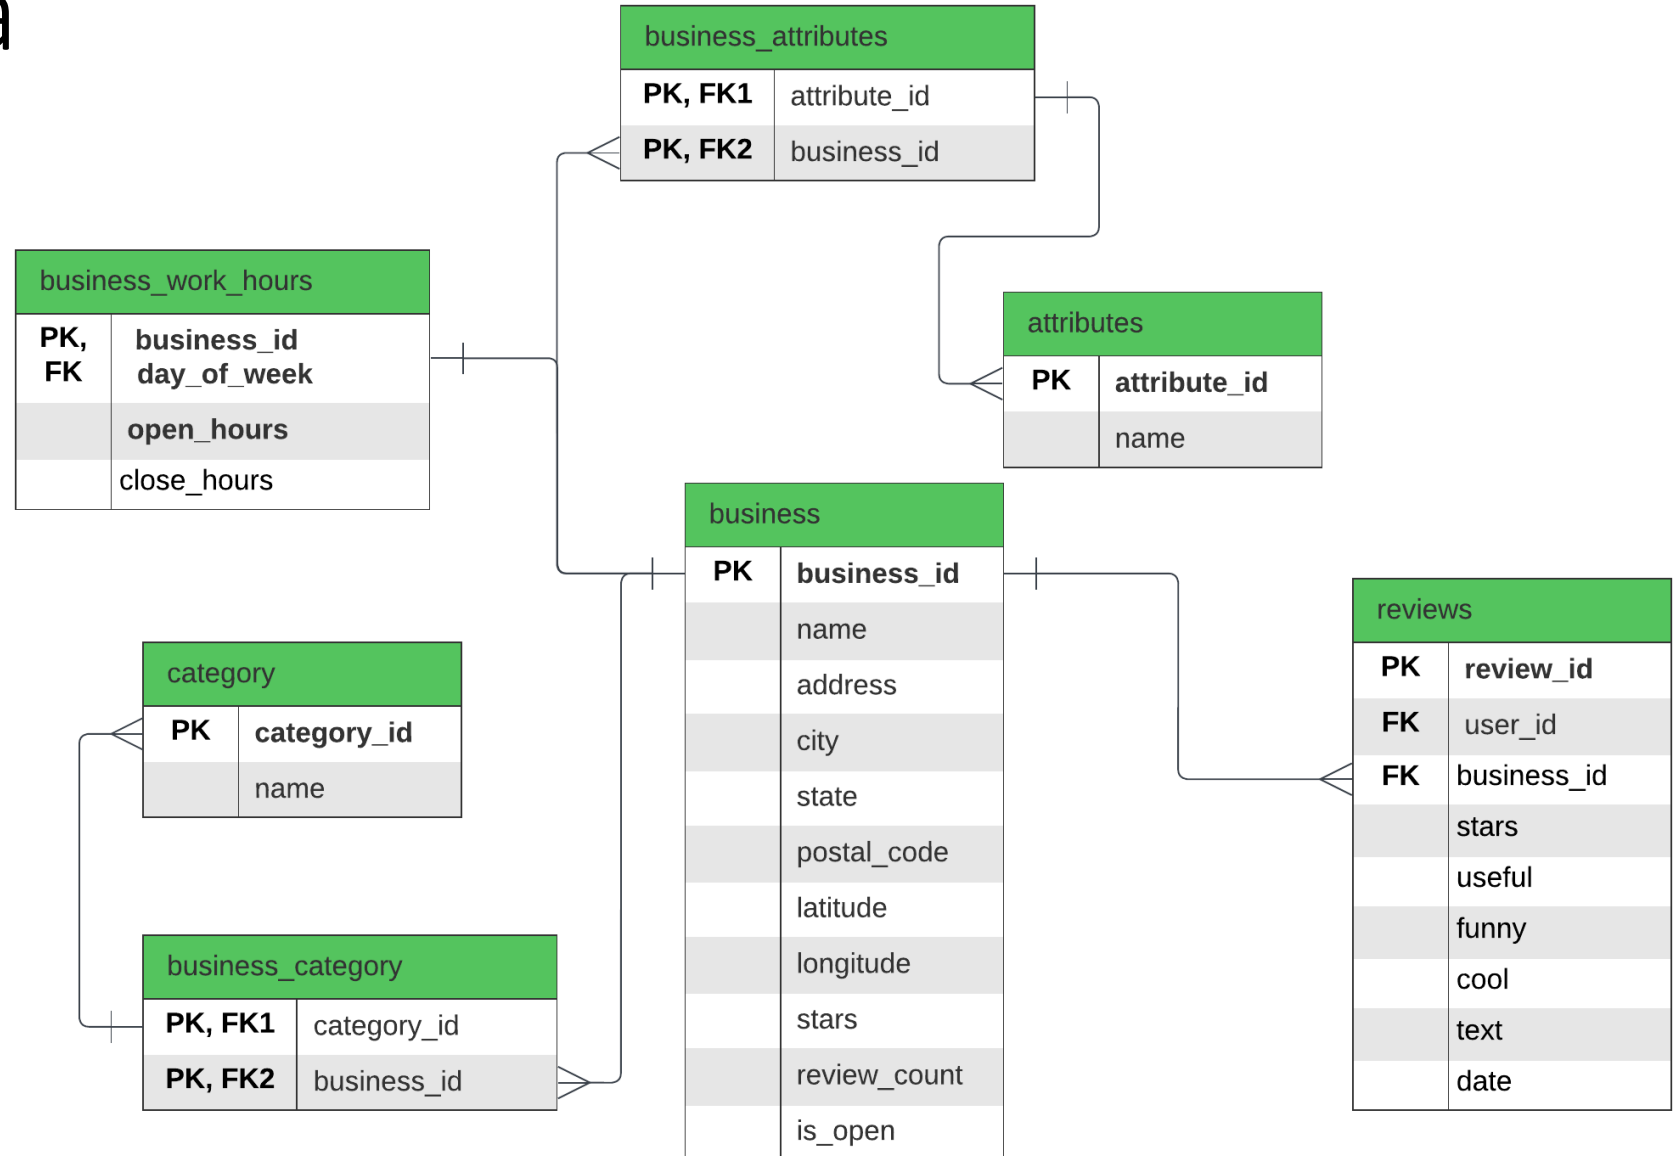 a
business_attributes
PK, FK1 attribute_id
PK, FK2 business_id
business_work_hours
PK, business_id
FK day_of_week
open_hours
close_hours
attributes
PK attribute_id
name
business
PK business_id
name
address
city
state
postal_code
latitude
longitude
stars
review_count
is_open
reviews
PK review_id
FK user_id
FK business_id
stars
useful
funny
cool
text
date
category
PK category_id
name
business_category
PK, FK1 category_id
PK, FK2 business_id